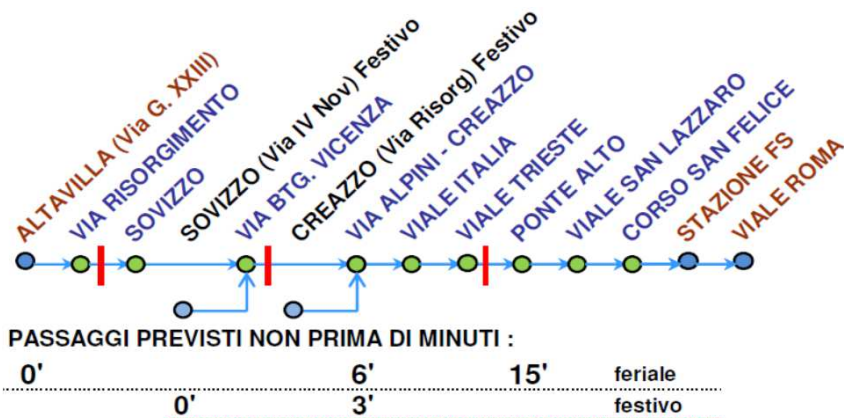 ALTAVILLA (Via G. XXIII)
VIA RISORGIMENTO
SOVIZZO
SOVIZZO (Via IV Nov) Festivo
VIA BTG. VICENZA
CREAZZO (Via Risorg) Festivo
VIA ALPINI - CREAZZO
VIALE ITALIA
VIALE TRIESTE
PONTE ALTO
VIALE SAN LAZZARO
CORSO SAN FELICE
STAZIONE FS
VIALE ROMA
PASSAGGI PREVISTI NON PRIMA DI MINUTI :
0' 6' 15' feriale
0' 3' festivo